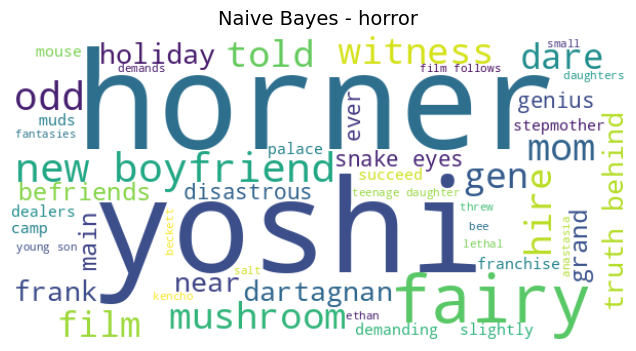 Naive Bayes - horror
mouse holiday told witness dare small
demands film follows daughters
horner
odd muds fantasies ever genius
stepmother
palace mom
new boyfriend snake eyes gen truth behind
succeed hire
befriends disastrous teenage daughter
dealers camp main yoshi threw grand
beckett bee lethal anastasia
young son salt franchise
near
frank kencho dartagnan fairy
film mushroom ethan demanding slightly